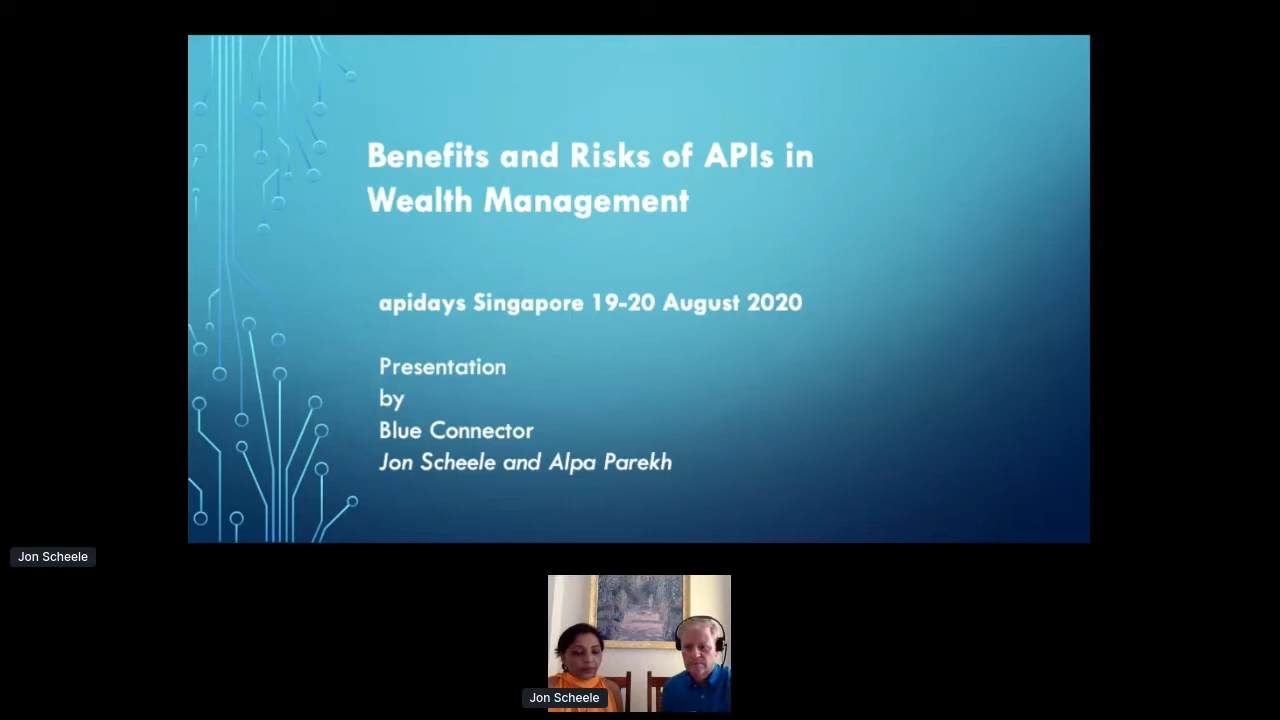 Benefits and Risks of APIs in
Wealth Management
apidays Singapore 19-20 August 2020
Presentation
by
Blue Connector
Jon Scheele and Alpa Parekh
Jon Scheele
Jon Scheele